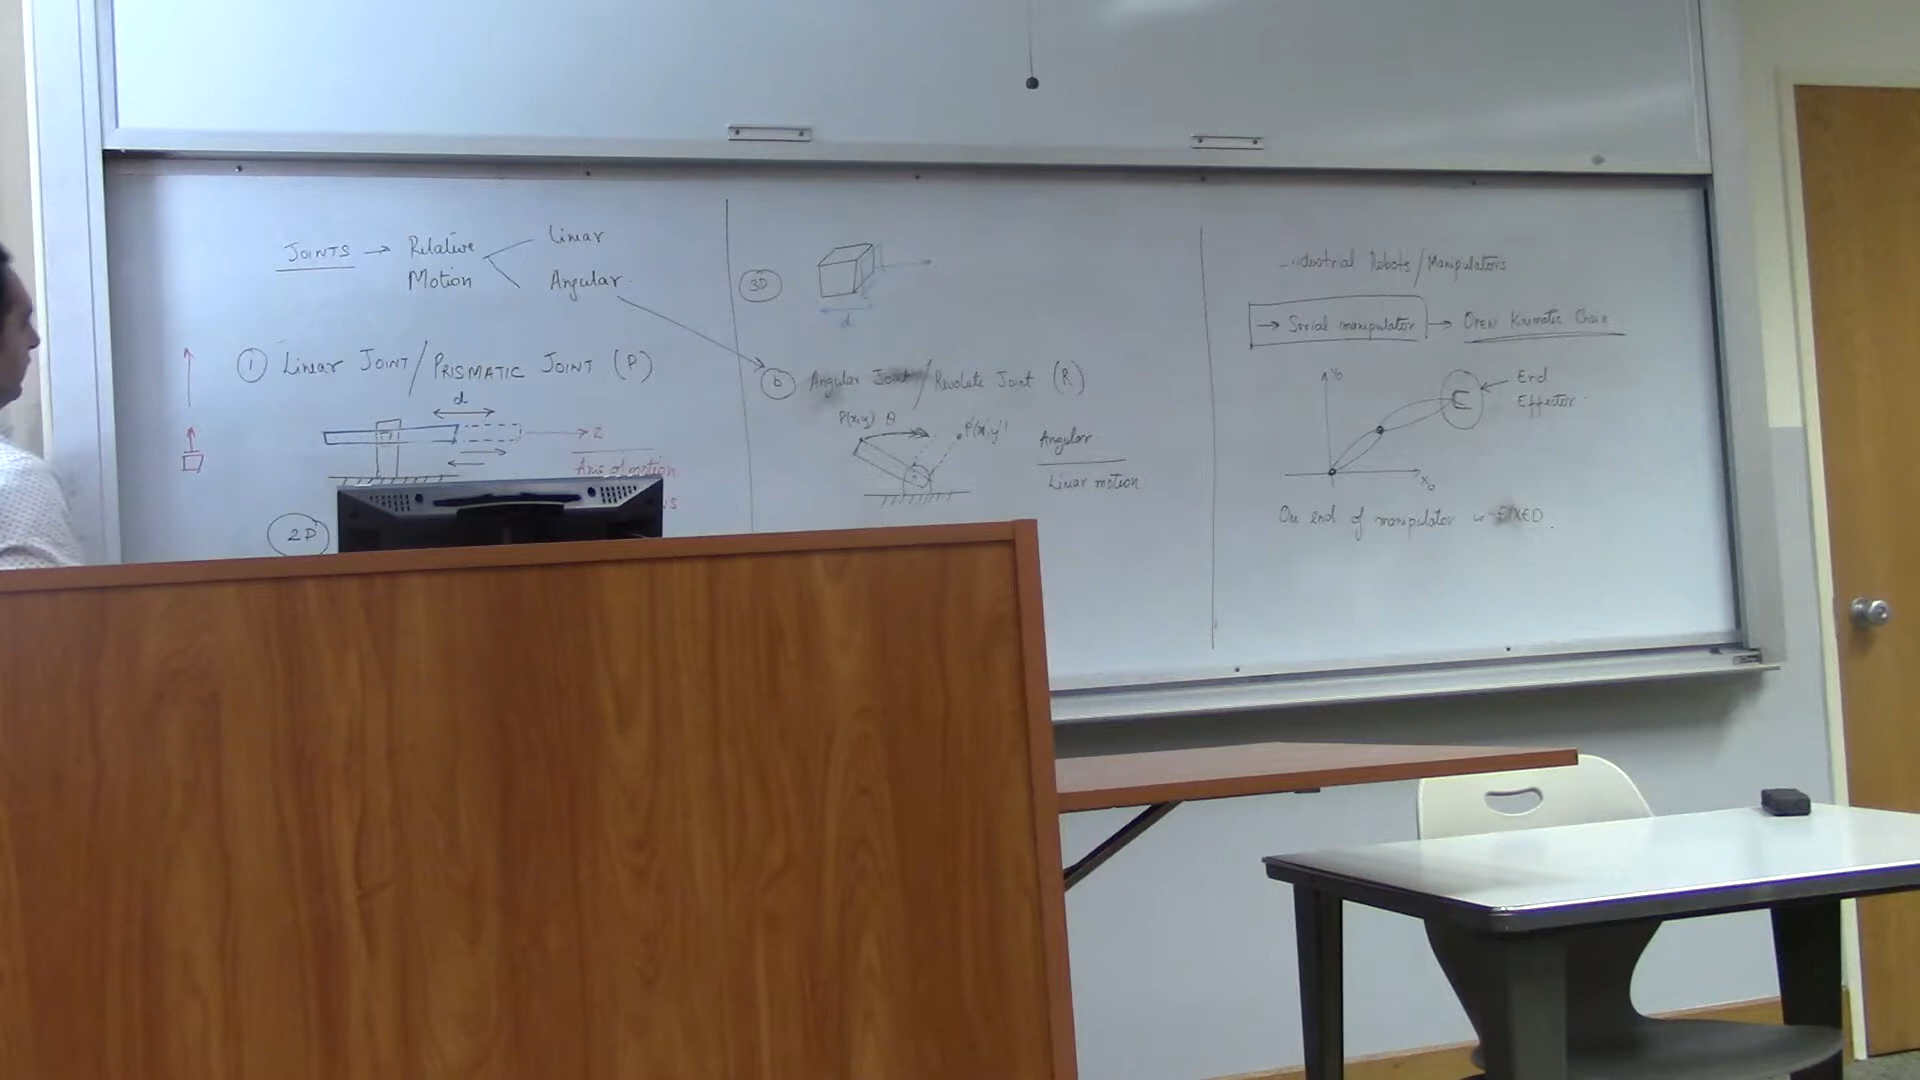 JOINTS → Relative Motion
Linear
Angular
① Linear JOINT / PRISMATIC JOINT (P)
d
Z
Axis of motion
2D
3D
d
b Angular Joint / Revolute Joint (R)
P(x,y) θ
Angular
Linear motion
Industrial Robots / Manipulators
→ Serial manipulator → OPEN Kinematic Chain
Y₀
End
Effector
X₀
One end of manipulator is FIXED.